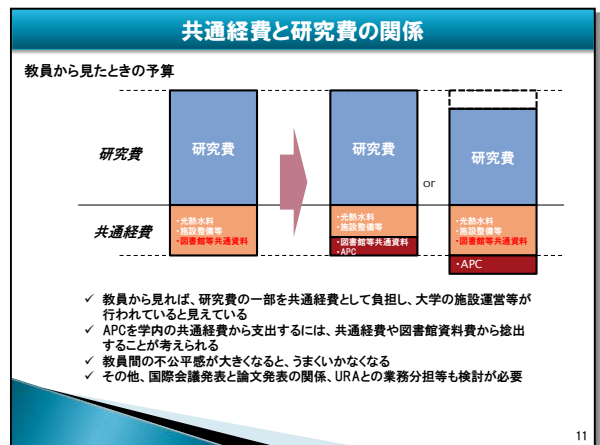 共通経費と研究費の関係
教員から見たときの予算
研究費
共通経費
研究費
・光熱水料
・施設整備等
・図書館等共通資料
研究費
・光熱水料
・施設整備等
・図書館等共通資料
・APC
or
研究費
・光熱水料
・施設整備等
・図書館等共通資料
・APC
✓ 教員から見れば、研究費の一部を共通経費として負担し、大学の施設運営等が
行われていると見えている
✓ APCを学内の共通経費から支出するには、共通経費や図書館資料費から捻出
することが考えられる
✓ 教員間の不公平感が大きくなると、うまくいかなくなる
✓ その他、国際会議発表と論文発表の関係、URAとの業務分担等も検討が必要
11